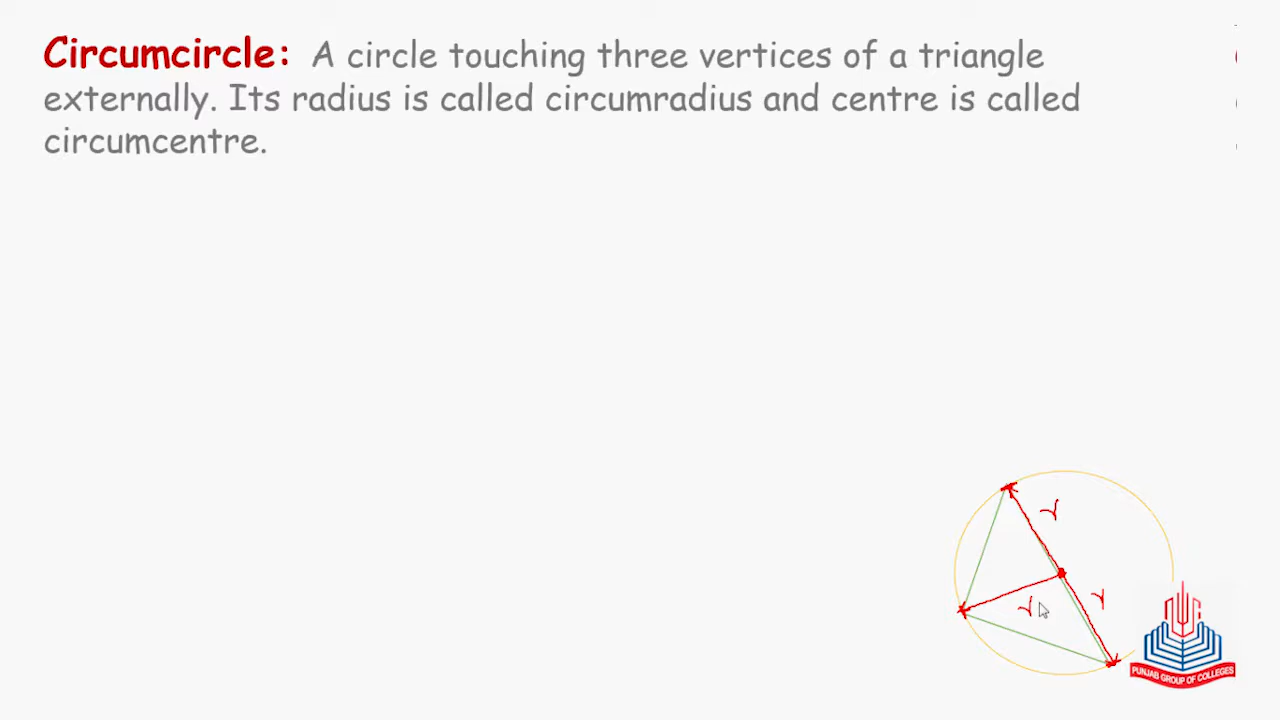 Circumcircle: A circle touching three vertices of a triangle
externally. Its radius is called circumradius and centre is called
circumcentre.
r
r
r
PUNJAB GROUP OF COLLEGES